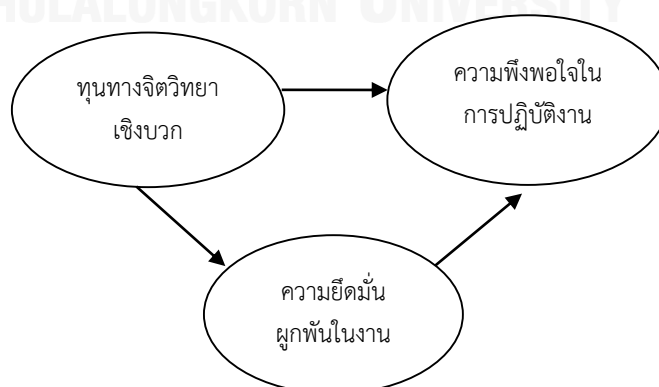 CHULALONGKORN UNIVERSITY
ทุนทางจิตวิทยา
เชิงบวก
ความพึงพอใจใน
การปฏิบัติงาน
ความยึดมั่น
ผูกพันในงาน